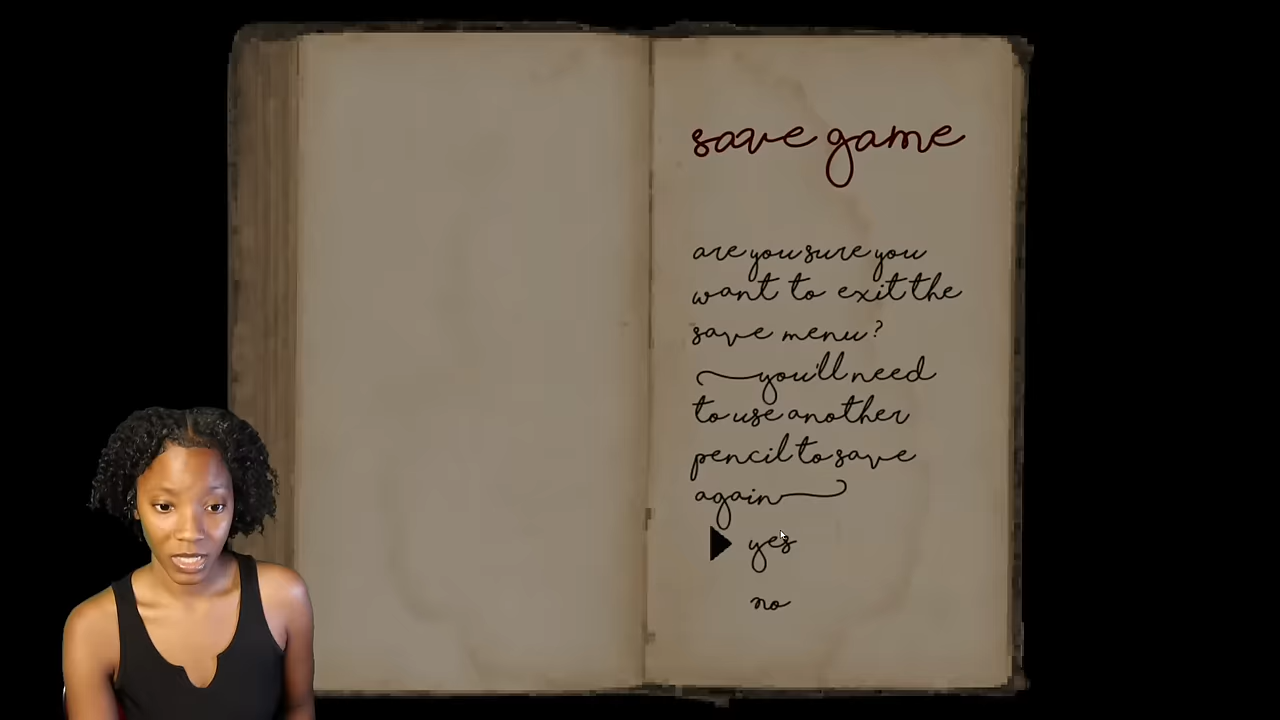 save game
are you sure you
want to exit the
save menu?
(you'll need
to use another
pencil to save
again)
yes
no